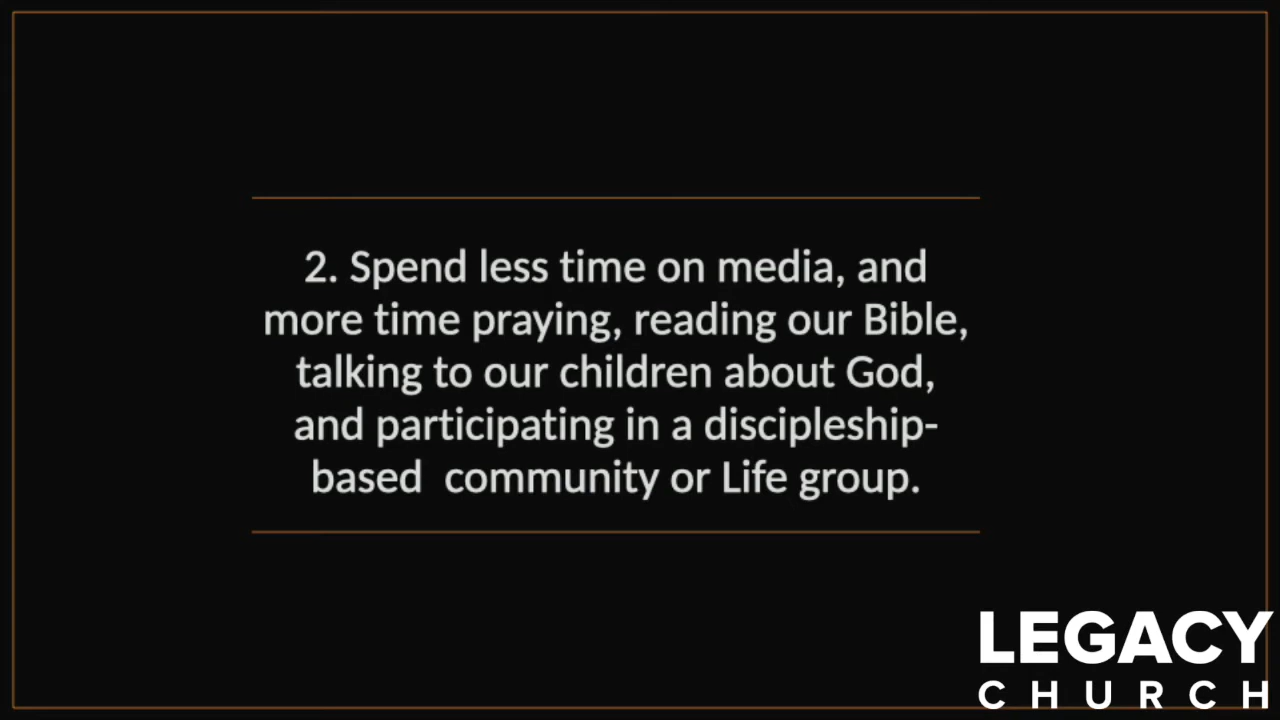 2. Spend less time on media, and
more time praying, reading our Bible,
talking to our children about God,
and participating in a discipleship-
based  community or Life group.
LEGACY
CHURCH